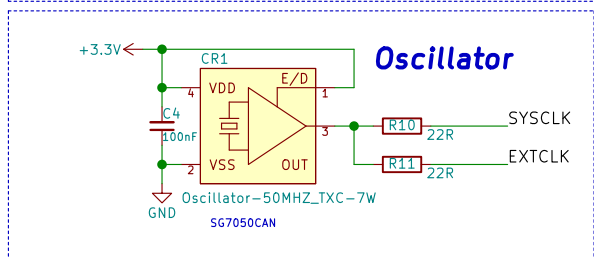 Oscillator
+3.3V
CR1
E/D
VDD
4
1
C4
100nF
3
R10
22R
SYSCLK
R11
22R
EXTCLK
VSS
OUT
2
GND
Oscillator-50MHZ_TXC-7W
SG7050CAN